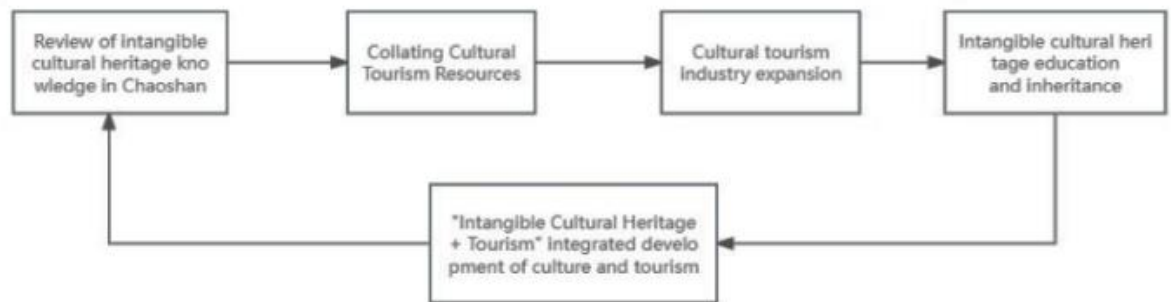 Review of intangible
cultural heritage kno
wledge in Chaoshan
Collating Cultural
Tourism Resources
Cultural tourism
industry expansion
Intangible cultural heri
tage education
and inheritance
"Intangible Cultural Heritage
+ Tourism" integrated develo
pment of culture and tourism